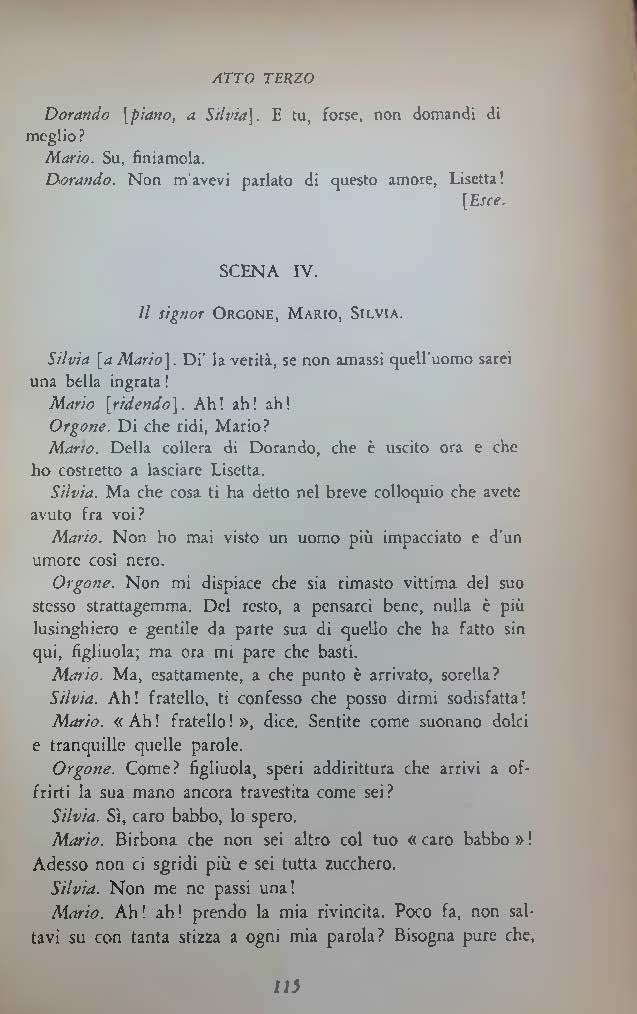 ATTO TERZO
Dorando [piano, a Silvia]. E tu, forse, non domandi di
meglio?
Mario. Su, finiamola.
Dorando. Non m'avevi parlato di questo amore, Lisetta!
[Esce.
SCENA IV.
Il signor ORGONE, MARIO, SILVIA.
Silvia [a Mario]. Di' la verità, se non amassi quell'uomo sarei
una bella ingrata!
Mario [ridendo]. Ah! ah! ah!
Orgone. Di che ridi, Mario?
Mario. Della collera di Dorando, che è uscito ora e che
ho costretto a lasciare Lisetta.
Silvia. Ma che cosa ti ha detto nel breve colloquio che avete
avuto fra voi?
Mario. Non ho mai visto un uomo più impacciato e d'un
umore così nero.
Orgone. Non mi dispiace che sia rimasto vittima del suo
stesso strattagemma. Del resto, a pensarci bene, nulla è più
lusinghiero e gentile da parte sua di quello che ha fatto sin
qui, figliuola; ma ora mi pare che basti.
Mario. Ma, esattamente, a che punto è arrivato, sorella?
Silvia. Ah! fratello, ti confesso che posso dirmi sodisfatta!
Mario. « Ah! fratello! », dice. Sentite come suonano dolci
e tranquille quelle parole.
Orgone. Come? figliuola, speri addirittura che arrivi a of-
frirti la sua mano ancora travestita come sei?
Silvia. Sì, caro babbo, lo spero.
Mario. Birbona che non sei altro col tuo « caro babbo »!
Adesso non ci sgridi più e sei tutta zucchero.
Silvia. Non me ne passi una!
Mario. Ah! ah! prendo la mia rivincita. Poco fa, non sal-
tavi su con tanta stizza a ogni mia parola? Bisogna pure che,
115